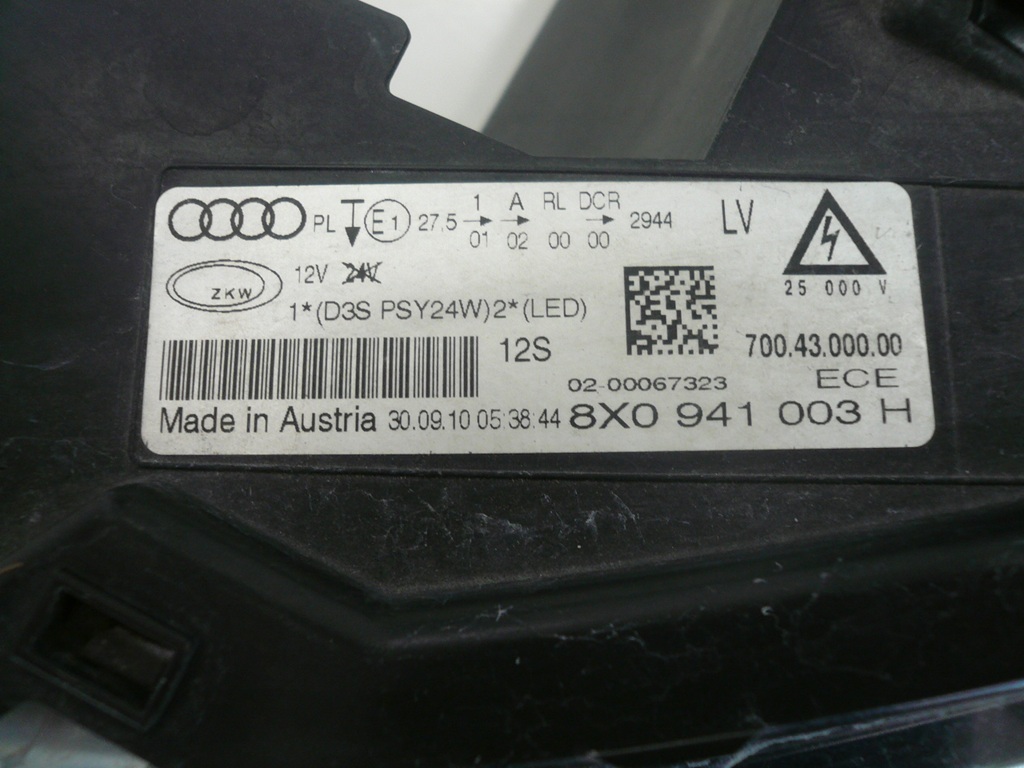 PL E1 27,5 1 A RL DCR 2944 LV
01 02 00 00
ZKW 12V 24V
25 000 V
1*(D3S PSY24W)2*(LED)
12S 700.43.000.00
02-00067323 ECE
Made in Austria 30.09.10 05:38:44 8X0 941 003 H